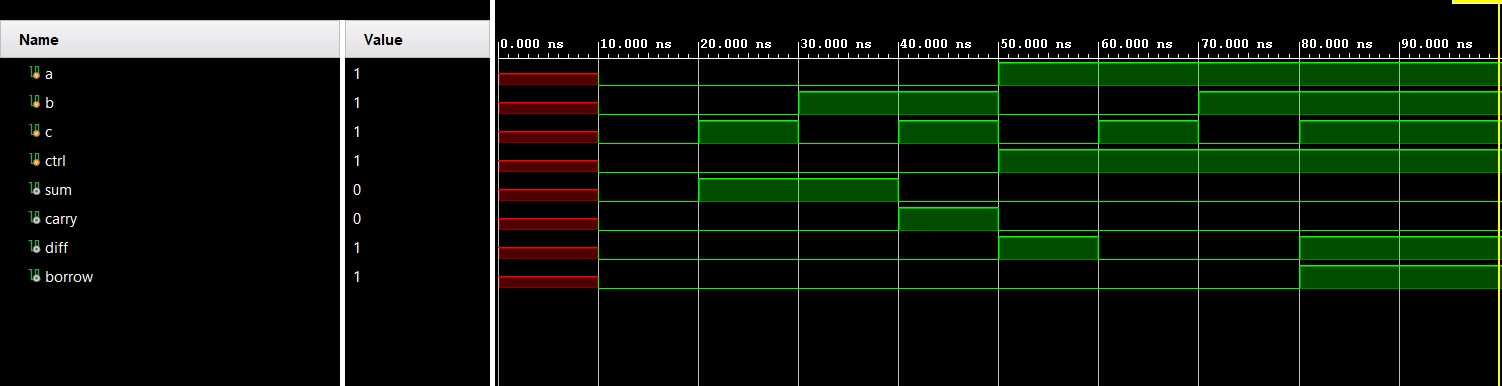 Name Value
0.000 ns 10.000 ns 20.000 ns 30.000 ns 40.000 ns 50.000 ns 60.000 ns 70.000 ns 80.000 ns 90.000 ns
a 1
b 1
c 1
ctrl 1
sum 0
carry 0
diff 1
borrow 1